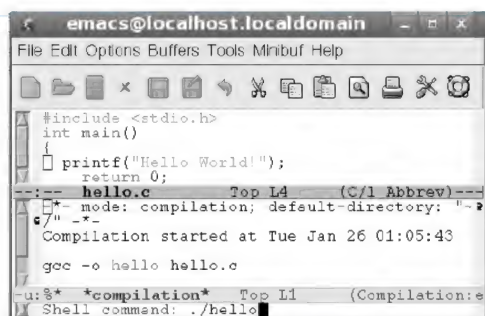 emacs@localhost.localdomain
File Edit Options Buffers Tools Minibuf Help
#include <stdio.h>
int main()
{
printf("Hello World!");
return 0;
--:-- hello.c Top L4 (C/l Abbrev)---
-*- mode: compilation; default-directory: "~
/" -*-
Compilation started at Tue Jan 26 01:05:43
gcc -o hello hello.c
-u:%* *compilation* Top L1 (Compilation:e
Shell command: ./hello